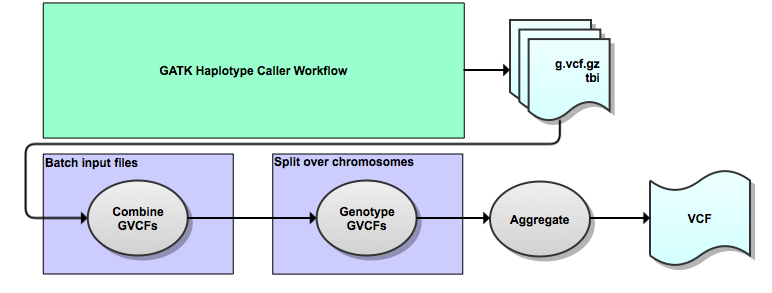 GATK Haplotype Caller Workflow
g.vcf.gz
tbi
Batch input files
Split over chromosomes
Combine
GVCFs
Genotype
GVCFs
Aggregate
VCF